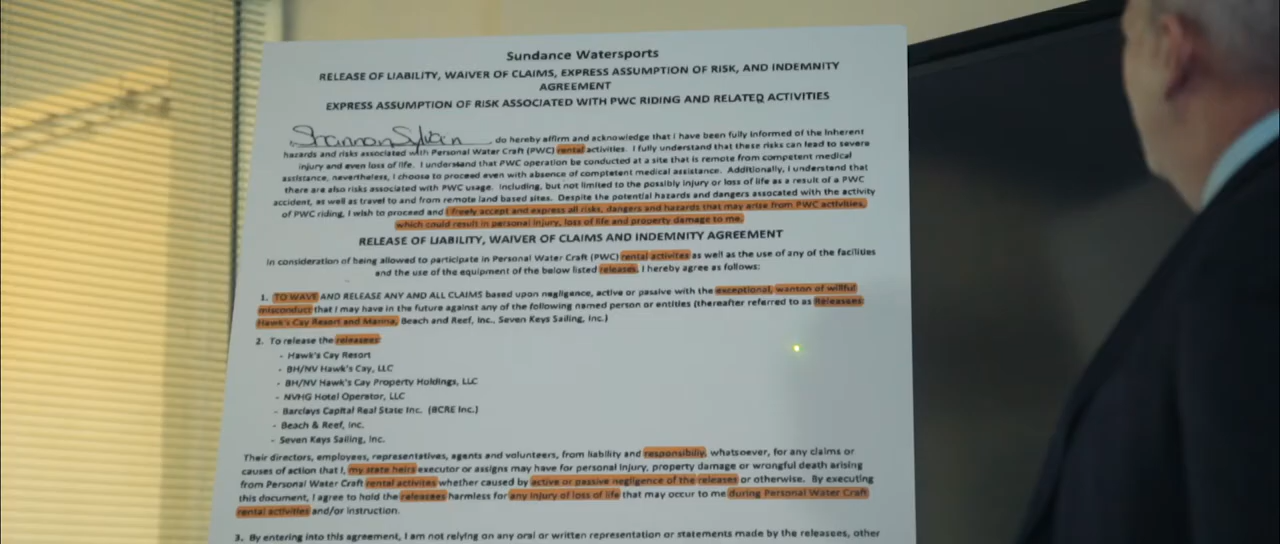 Sundance Watersports
RELEASE OF LIABILITY, WAIVER OF CLAIMS, EXPRESS ASSUMPTION OF RISK, AND INDEMNITY
AGREEMENT
EXPRESS ASSUMPTION OF RISK ASSOCIATED WITH PWC RIDING AND RELATED ACTIVITIES
Shannon Sylvain do hereby affirm and acknowledge that I have been fully informed of the inherent
hazards and risks associated with Personal Water Craft (PWC) rental activities. I fully understand that these risks can lead to severe
injury and even loss of life. I understand that PWC operation be conducted at a site that is remote from competent medical
assistance, nevertheless, I choose to proceed even with absence of comptetent medical assistance. Additionally, I understand that
there are also risks associated with PWC usage. Including, but not limited to the possibly injury or loss of life as a result of a PWC
accident, as well as travel to and from remote land based sites. Despite the potential hazards and dangers assocated with the activity
of PWC riding, I wish to proceed and I freely accept and express all risks, dangers and hazards that may arise from PWC activities,
which could result in personal injury, loss of life and property damage to me.
RELEASE OF LIABILITY, WAIVER OF CLAIMS AND INDEMNITY AGREEMENT
In consideration of being allowed to participate in Personal Water Craft (PWC) rental activites as well as the use of any of the facilities
and the use of the equipment of the below listed releases, I hereby agree as follows:
1. TO WAVE AND RELEASE ANY AND ALL CLAIMS based upon negligence, active or passive with the exceptional, wanton of willful
misconduct that I may have in the future against any of the following named person or entities (thereafter referred to as Releases
Hawk's Cay Resort and Marina, Beach and Reef, Inc., Seven Keys Sailing, Inc.)
2. To release the releasees:
- Hawk's Cay Resort
- BH/NV Hawk's Cay, LLC
- BH/NV Hawk's Cay Property Holdings, LLC
- NVHG Hotel Operator, LLC
- Barclays Capital Real State Inc. (BCRE Inc.)
- Beach & Reef, Inc.
- Seven Keys Sailing, Inc.
Their directors, employees, representatives, agents and volunteers, from liability and responsibiliy, whatsoever, for any claims or
causes of action that I, my state heirs executor or assigns may have for personal injury, property damage or wrongful death arising
from Personal Water Craft rental activites whether caused by active or passive negligence of the releases or otherwise. By executing
this document, I agree to hold the releasees harmless for any injury of loss of life that may occur to me during Personal Water Craft
rental activities and/or instruction.
3. By entering into this agreement, I am not relying on any oral or written representation or statements made by the releasees, other